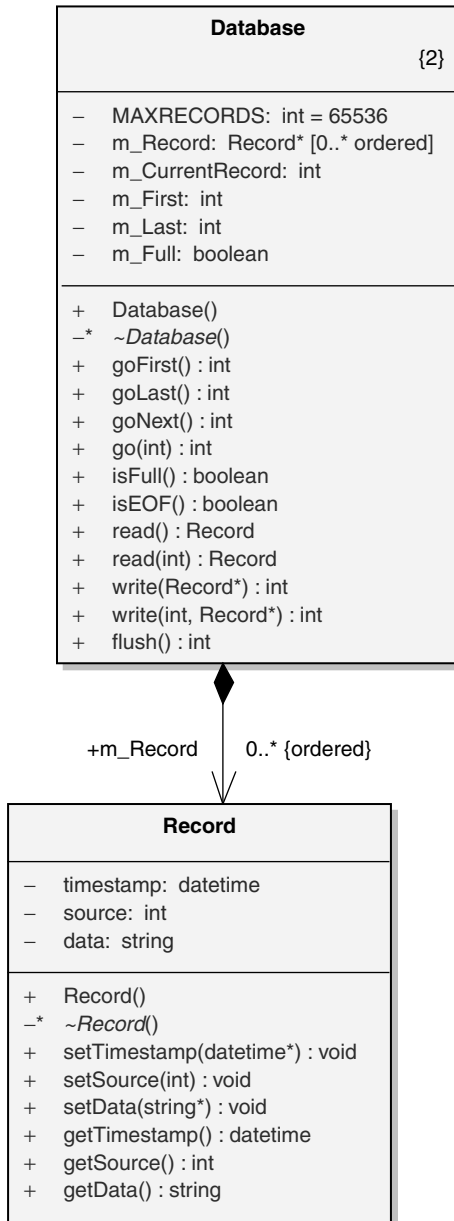 Database
{2}
– MAXRECORDS: int = 65536
– m_Record: Record* [0..* ordered]
– m_CurrentRecord: int
– m_First: int
– m_Last: int
– m_Full: boolean
+ Database()
–* ~Database()
+ goFirst() : int
+ goLast() : int
+ goNext() : int
+ go(int) : int
+ isFull() : boolean
+ isEOF() : boolean
+ read() : Record
+ read(int) : Record
+ write(Record*) : int
+ write(int, Record*) : int
+ flush() : int
+m_Record 0..* {ordered}
Record
– timestamp: datetime
– source: int
– data: string
+ Record()
–* ~Record()
+ setTimestamp(datetime*) : void
+ setSource(int) : void
+ setData(string*) : void
+ getTimestamp() : datetime
+ getSource() : int
+ getData() : string